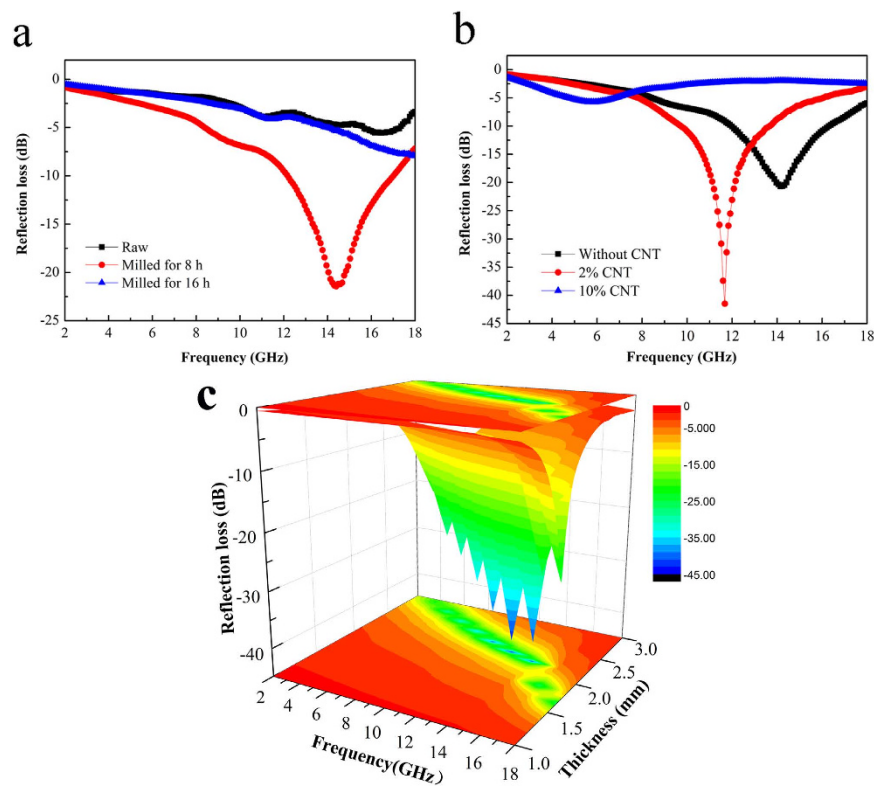 a
0
-5
-10
-15
-20
-25
Reflection loss (dB)
Raw
Milled for 8 h
Milled for 16 h
2 4 6 8 10 12 14 16 18
Frequency (GHz)
b
0
-5
-10
-15
-20
-25
-30
-35
-40
-45
Reflection loss (dB)
Without CNT
2% CNT
10% CNT
2 4 6 8 10 12 14 16 18
Frequency (GHz)
c
0
-10
-20
-30
-40
Reflection loss (dB)
2 4 6 8 10 12 14 16 18
Frequency(GHz)
1.0 1.5 2.0 2.5 3.0
Thickness (mm)
0
-5.000
-15.00
-25.00
-35.00
-45.00